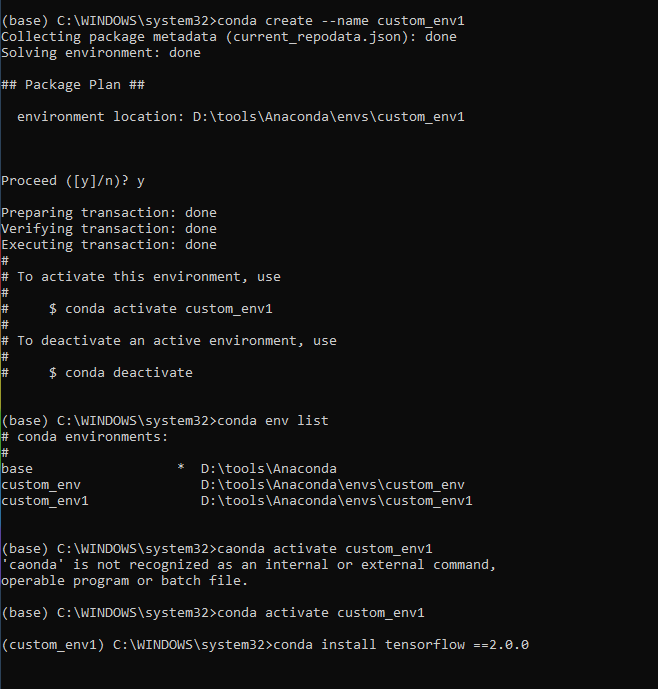 (base) C:\WINDOWS\system32>conda create --name custom_env1
Collecting package metadata (current_repodata.json): done
Solving environment: done
## Package Plan ##
environment location: D:\tools\Anaconda\envs\custom_env1
Proceed ([y]/n)? y
Preparing transaction: done
Verifying transaction: done
Executing transaction: done
#
# To activate this environment, use
#
#     $ conda activate custom_env1
#
# To deactivate an active environment, use
#
#     $ conda deactivate
(base) C:\WINDOWS\system32>conda env list
# conda environments:
#
base                  *  D:\tools\Anaconda
custom_env               D:\tools\Anaconda\envs\custom_env
custom_env1              D:\tools\Anaconda\envs\custom_env1
(base) C:\WINDOWS\system32>caonda activate custom_env1
'caonda' is not recognized as an internal or external command,
operable program or batch file.
(base) C:\WINDOWS\system32>conda activate custom_env1
(custom_env1) C:\WINDOWS\system32>conda install tensorflow ==2.0.0